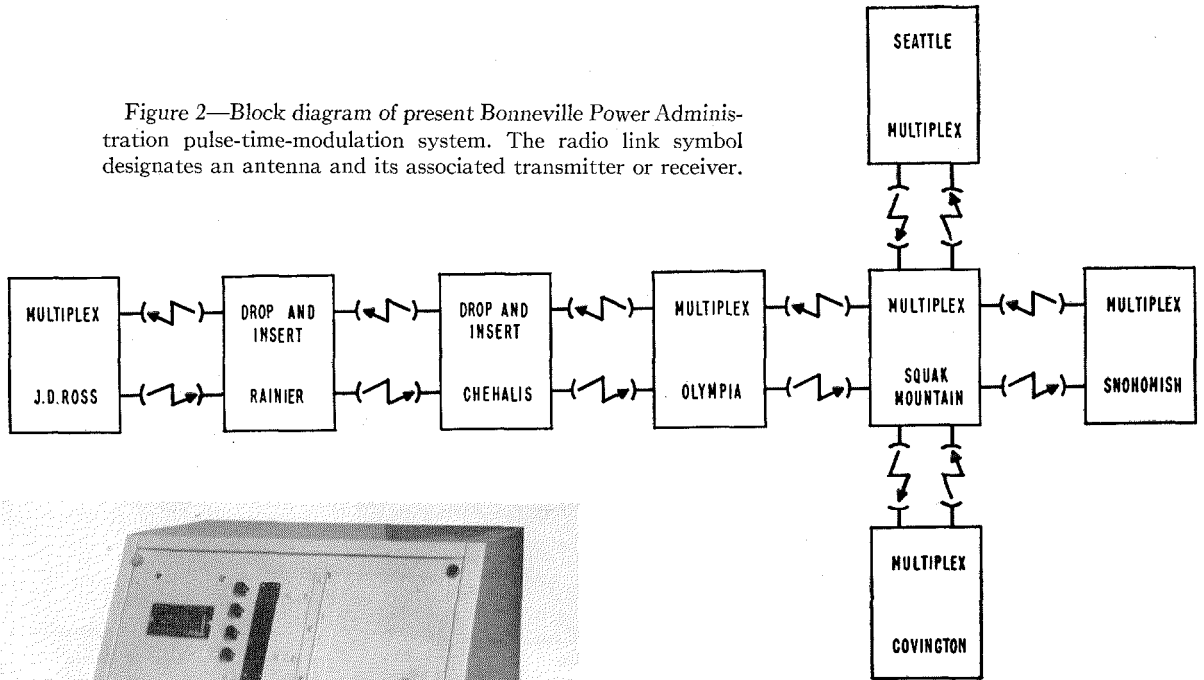 Figure 2—Block diagram of present Bonneville Power Adminis-
tration pulse-time-modulation system. The radio link symbol
designates an antenna and its associated transmitter or receiver.
SEATTLE
MULTIPLEX
MULTIPLEX
J.D.ROSS
DROP AND
INSERT
RAINIER
DROP AND
INSERT
CHEHALIS
MULTIPLEX
OLYMPIA
MULTIPLEX
SQUAK
MOUNTAIN
MULTIPLEX
SNOHOMISH
MULTIPLEX
COVINGTON